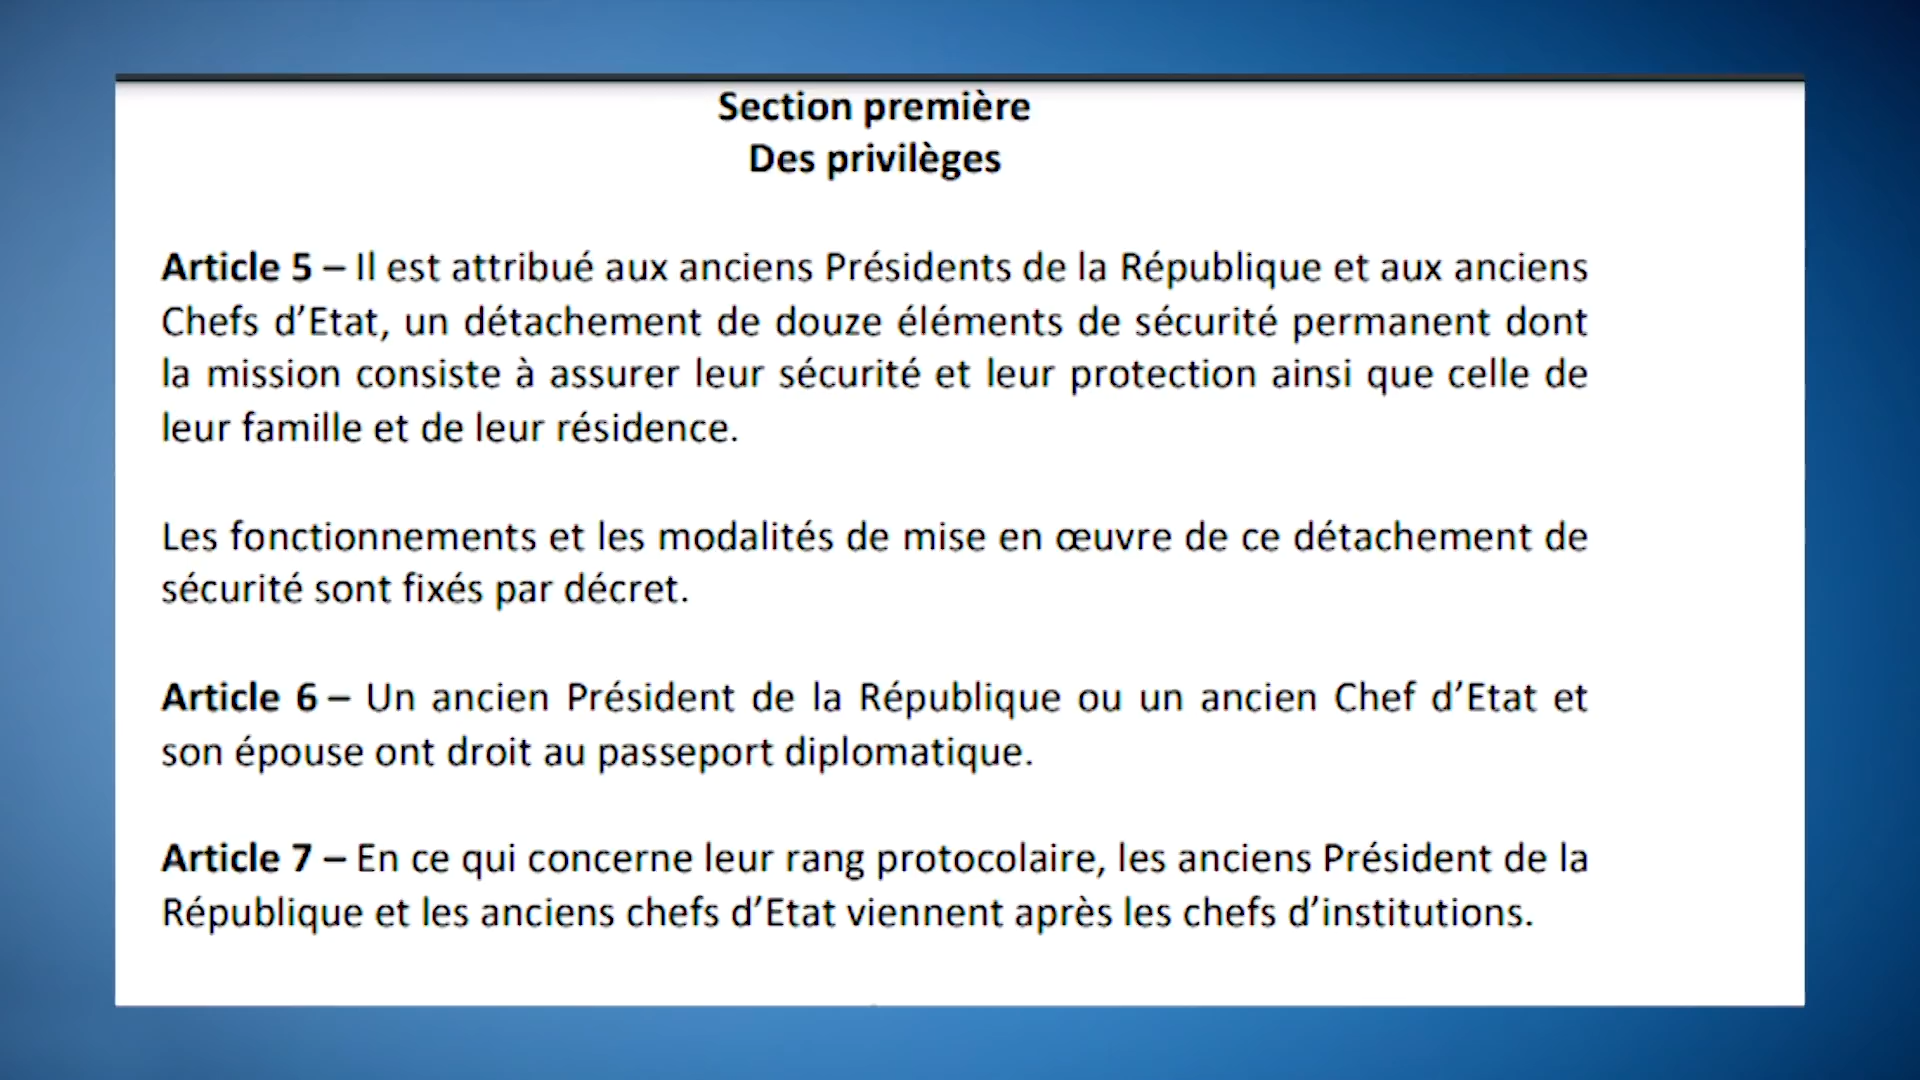 Section première
Des privilèges
Article 5 – Il est attribué aux anciens Présidents de la République et aux anciens
Chefs d’Etat, un détachement de douze éléments de sécurité permanent dont
la mission consiste à assurer leur sécurité et leur protection ainsi que celle de
leur famille et de leur résidence.
Les fonctionnements et les modalités de mise en œuvre de ce détachement de
sécurité sont fixés par décret.
Article 6 – Un ancien Président de la République ou un ancien Chef d’Etat et
son épouse ont droit au passeport diplomatique.
Article 7 – En ce qui concerne leur rang protocolaire, les anciens Président de la
République et les anciens chefs d’Etat viennent après les chefs d’institutions.